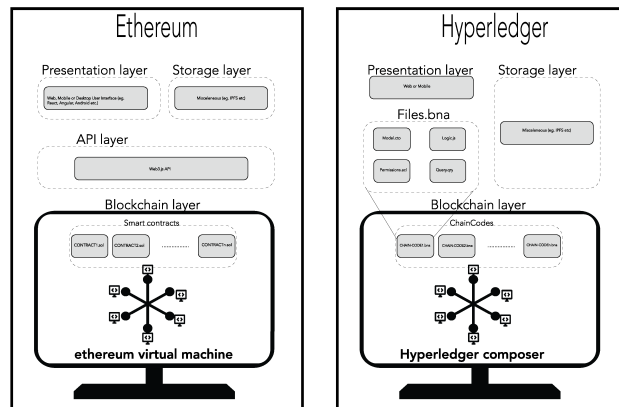 Ethereum
Presentation layer
Storage layer
Web, Mobile or Desktop User Interface (eg.
React, Angular, Android etc.)
Miscelaneous (eg. IPFS etc)
API layer
Web3.js API
Blockchain layer
Smart contracts
CONTRACT1.sol
CONTRACT2.sol
CONTRACTn.sol
ethereum virtual machine
Hyperledger
Presentation layer
Storage layer
Web or Mobile
Files.bna
Model.cto
Logic.js
Miscelaneous (eg. IPFS etc)
Permissions.acl
Query.qry
Blockchain layer
ChainCodes
CHAIN-CODE1.bna
CHAIN-CODE2.bna
CHAIN-CODEn.bna
Hyperledger composer